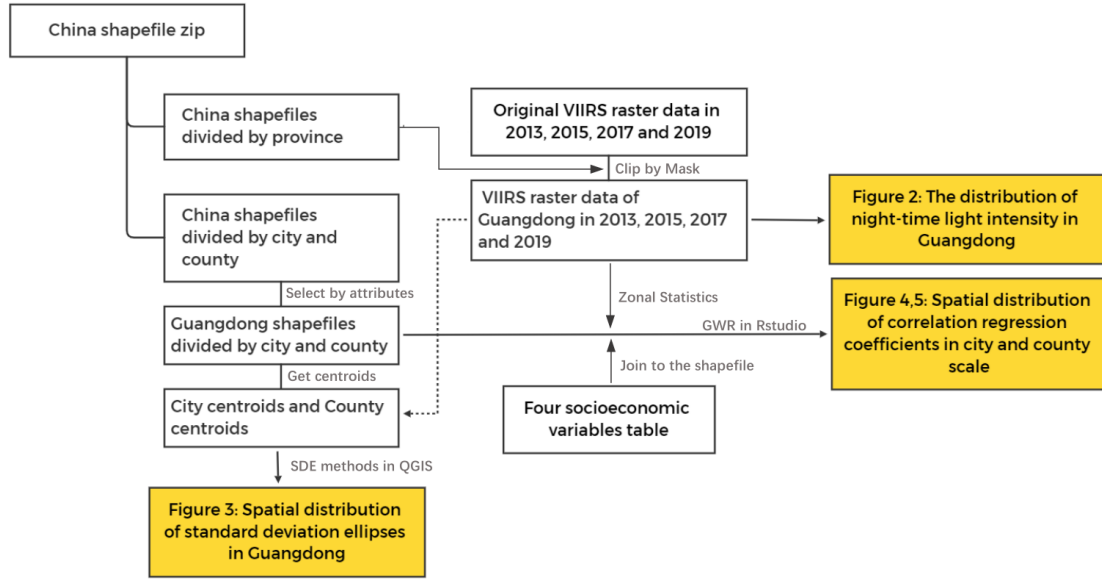 China shapefile zip
China shapefiles
divided by province
Original VIIRS raster data in
2013, 2015, 2017 and 2019
Clip by Mask
China shapefiles
divided by city and
county
VIIRS raster data of
Guangdong in 2013, 2015, 2017
and 2019
Figure 2: The distribution of
night-time light intensity in
Guangdong
Select by attributes
Zonal Statistics
Guangdong shapefiles
divided by city and county
GWR in Rstudio
Figure 4,5: Spatial distribution
of correlation regression
coefficients in city and county
scale
Get centroids
Join to the shapefile
City centroids and County
centroids
Four socioeconomic
variables table
SDE methods in QGIS
Figure 3: Spatial distribution
of standard deviation ellipses
in Guangdong